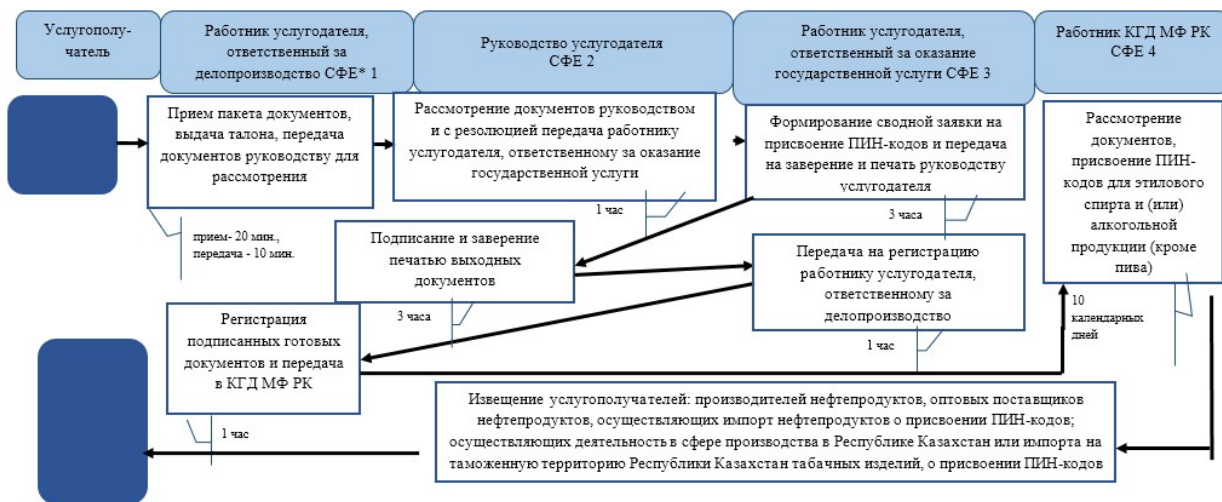 Услугополу-
чатель
Работник услугодателя,
ответственный за
делопроизводство СФЕ* 1
Руководство услугодателя
СФЕ 2
Работник услугодателя,
ответственный за оказание
государственной услуги СФЕ 3
Работник КГД МФ РК
СФЕ 4
Прием пакета документов,
выдача талона, передача
документов руководству для
рассмотрения
прием- 20 мин.,
передача - 10 мин.
Рассмотрение документов руководством
и с резолюцией передача работнику
услугодателя, ответственному за оказание
государственной услуги
1 час
Формирование сводной заявки на
присвоение ПИН-кодов и передача
на заверение и печать руководству
услугодателя
3 часа
Рассмотрение
документов,
присвоение ПИН-
кодов для этилового
спирта и (или)
алкогольной
продукции (кроме
пива)
10
календарных
дней
Подписание и заверение
печатью выходных
документов
3 часа
Передача на регистрацию
работнику услугодателя,
ответственному за
делопроизводство
1 час
Регистрация
подписанных готовых
документов и передача
в КГД МФ РК
1 час
Извещение услугополучателей: производителей нефтепродуктов, оптовых поставщиков
нефтепродуктов, осуществляющих импорт нефтепродуктов о присвоении ПИН-кодов;
осуществляющих деятельность в сфере производства в Республике Казахстан или импорта на
таможенную территорию Республики Казахстан табачных изделий, о присвоении ПИН-кодов